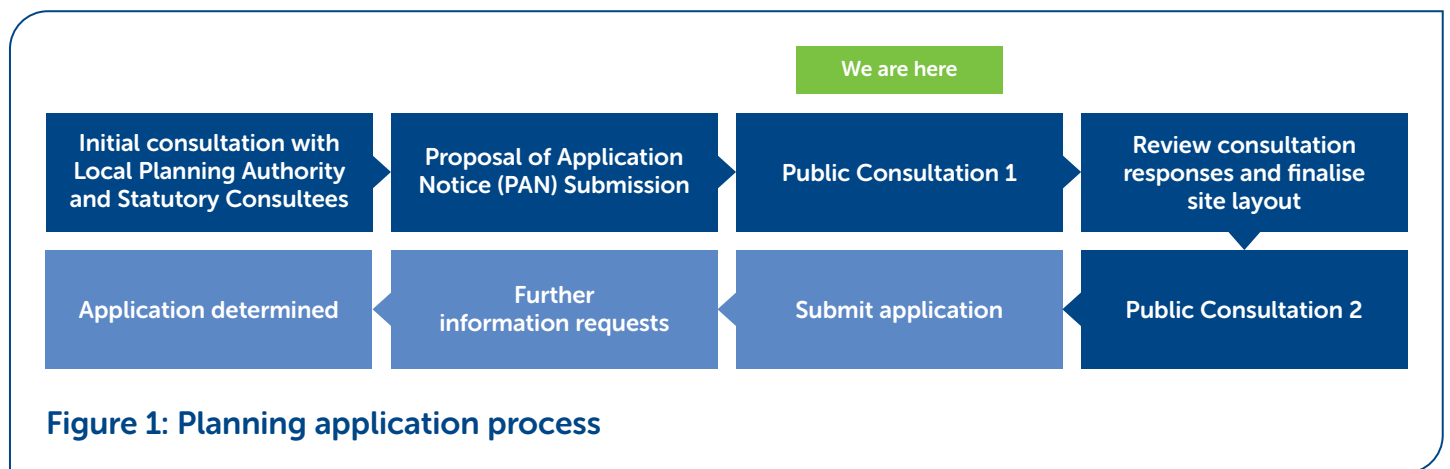 We are here
Initial consultation with
Local Planning Authority
and Statutory Consultees
Proposal of Application
Notice (PAN) Submission
Public Consultation 1
Review consultation
responses and finalise
site layout
Public Consultation 2
Submit application
Further
information requests
Application determined
Figure 1: Planning application process